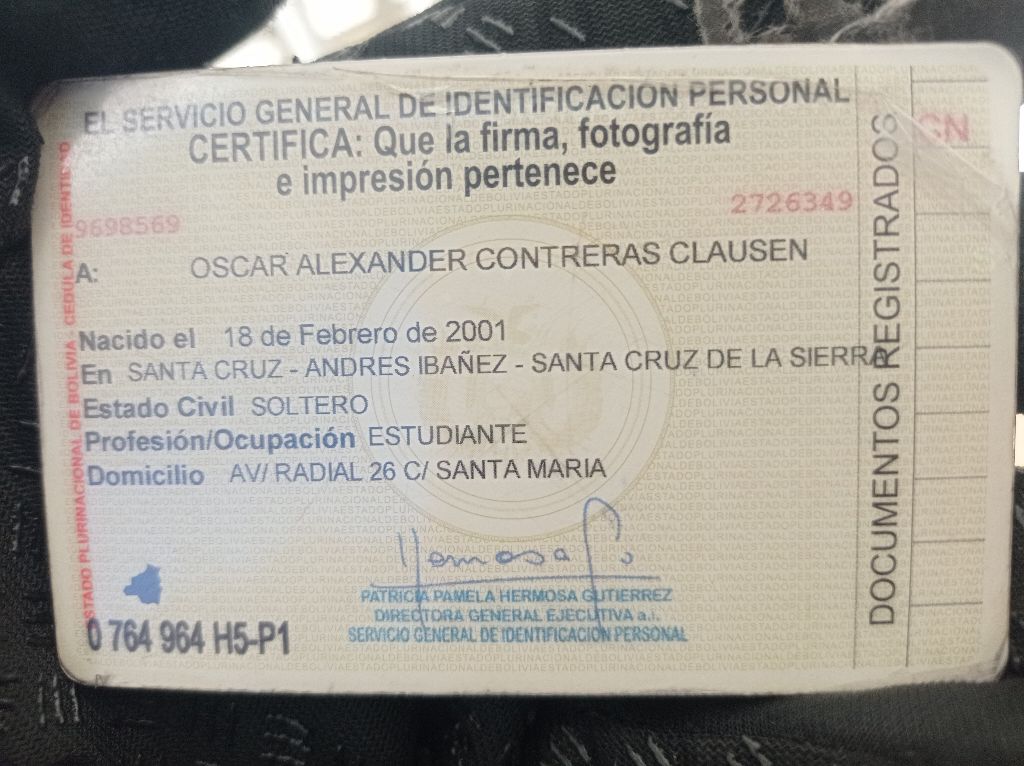 EL SERVICIO GENERAL DE IDENTIFICACION PERSONAL
CERTIFICA: Que la firma, fotografía
e impresión pertenece
9698569
2726349
A: OSCAR ALEXANDER CONTRERAS CLAUSEN
Nacido el 18 de Febrero de 2001
En SANTA CRUZ - ANDRES IBAÑEZ - SANTA CRUZ DE LA SIERRA
Estado Civil SOLTERO
Profesión/Ocupación ESTUDIANTE
Domicilio AV/ RADIAL 26 C/ SANTA MARIA
Hermosa
PATRICIA PAMELA HERMOSA GUTIERREZ
DIRECTORA GENERAL EJECUTIVA a.i.
SERVICIO GENERAL DE IDENTIFICACIÓN PERSONAL
0 764 964 H5-P1
ESTADO PLURINACIONAL DE BOLIVIA - CEDULA DE IDENTIDAD
DOCUMENTOS REGISTRADOS